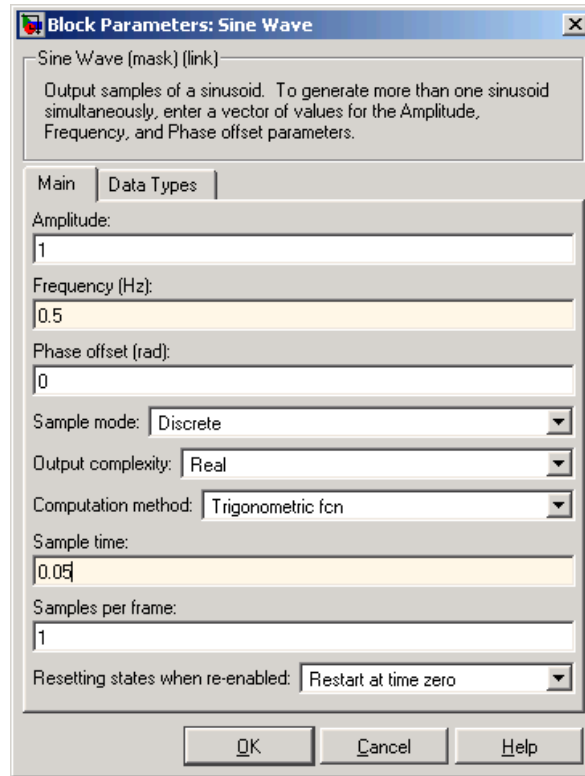 Block Parameters: Sine Wave
Sine Wave (mask) (link)
Output samples of a sinusoid. To generate more than one sinusoid
simultaneously, enter a vector of values for the Amplitude,
Frequency, and Phase offset parameters.
Main Data Types
Amplitude:
1
Frequency (Hz):
0.5
Phase offset (rad):
0
Sample mode: Discrete
Output complexity: Real
Computation method: Trigonometric fcn
Sample time:
0.05
Samples per frame:
1
Resetting states when re-enabled: Restart at time zero
OK Cancel Help